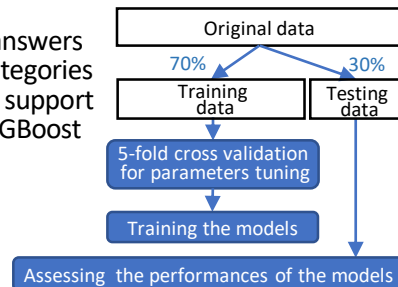 answers
ategories
support
GBoost
Original data
70%
30%
Training
data
Testing
data
5-fold cross validation
for parameters tuning
Training the models
Assessing the performances of the models